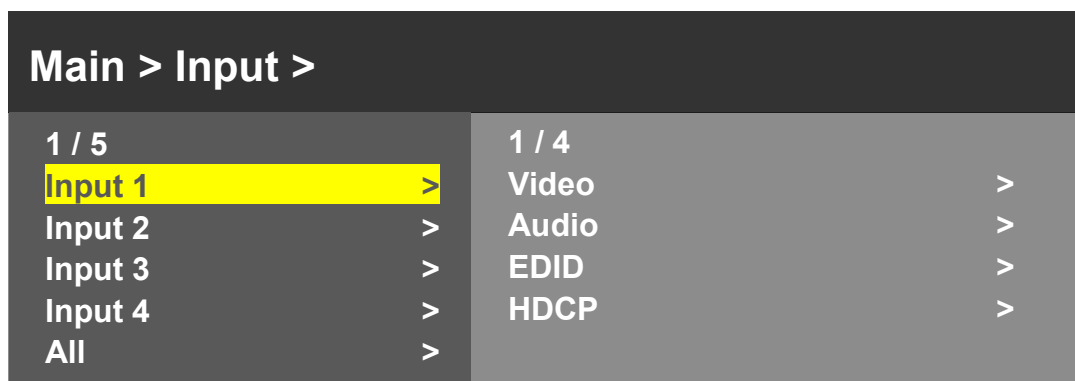 Main > Input >
1 / 5
Input 1 >
Input 2 >
Input 3 >
Input 4 >
All >
1 / 4
Video >
Audio >
EDID >
HDCP >